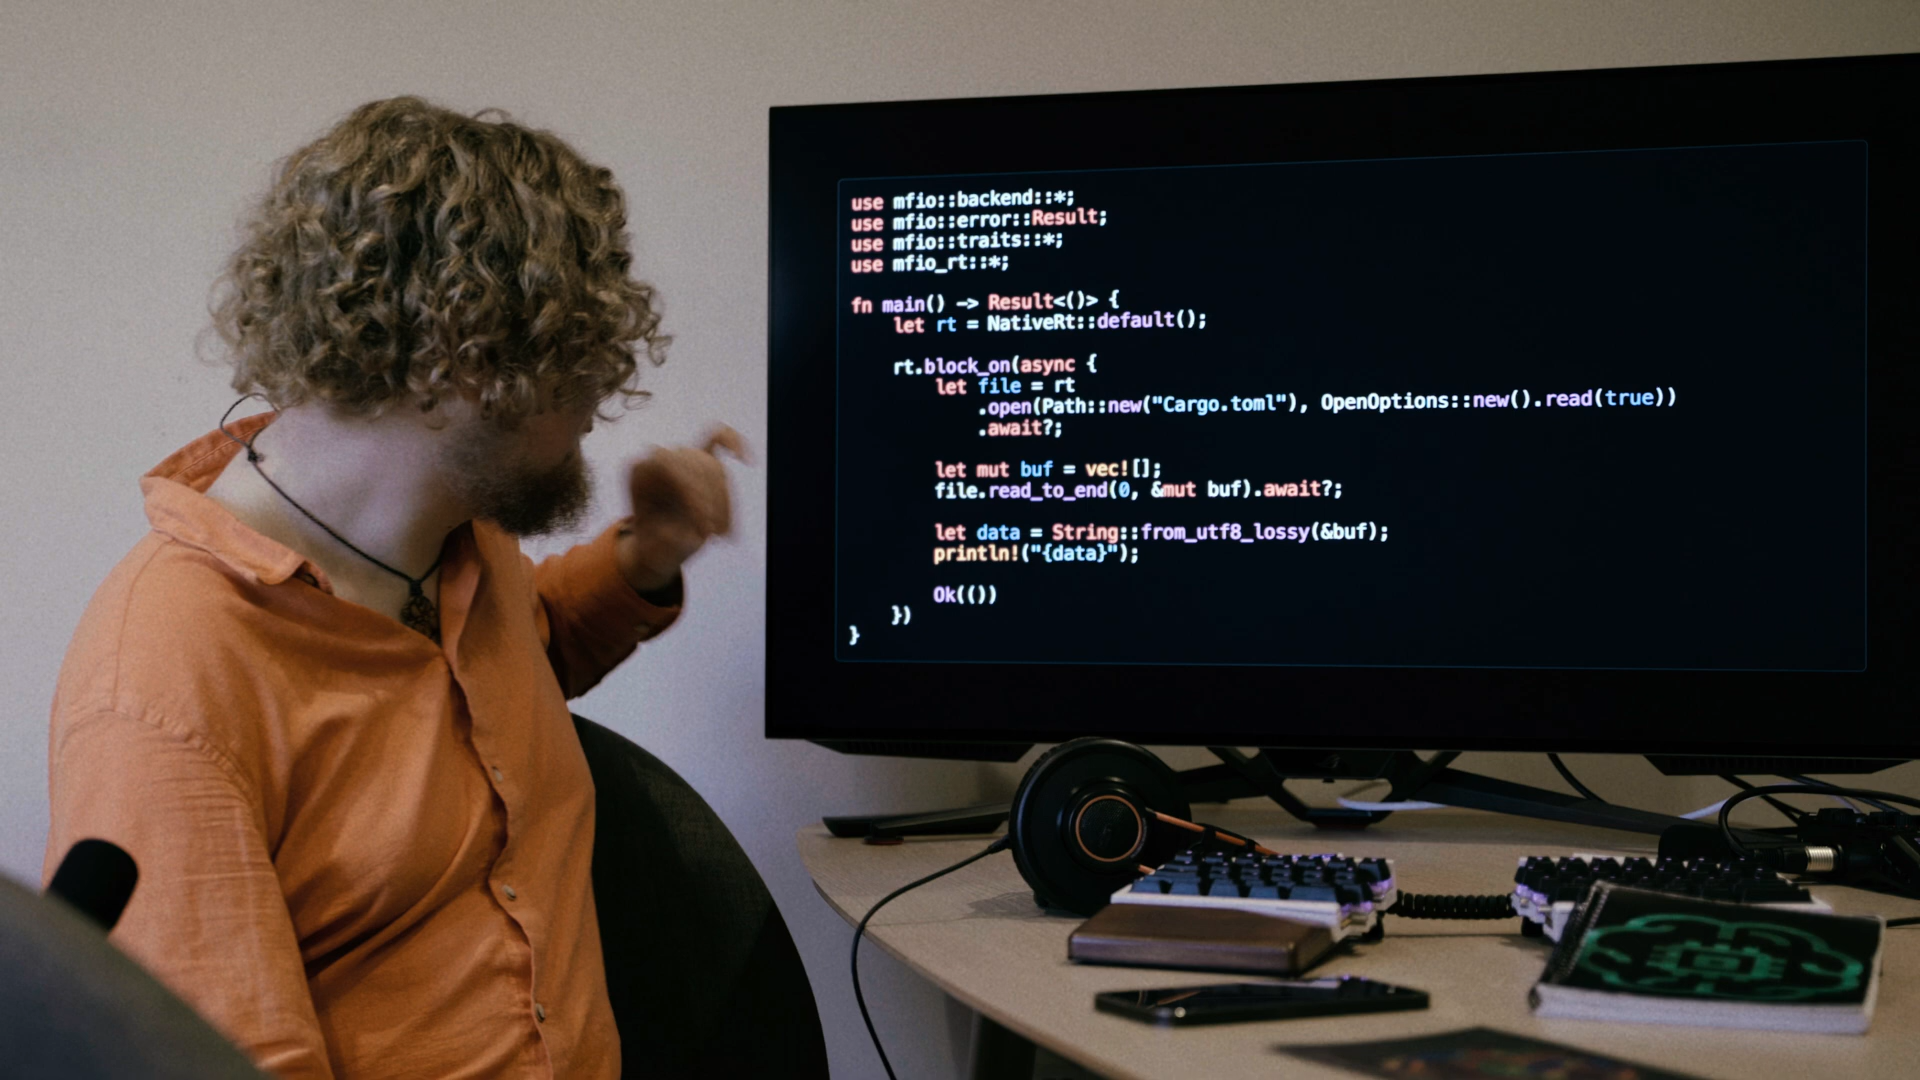 use mfio::backend::*;
use mfio::error::Result;
use mfio::traits::*;
use mfio_rt::*;
fn main() -> Result<()> {
let rt = NativeRt::default();
rt.block_on(async {
let file = rt
.open(Path::new("Cargo.toml"), OpenOptions::new().read(true))
.await?;
let mut buf = vec![];
file.read_to_end(0, &mut buf).await?;
let data = String::from_utf8_lossy(&buf);
println!("{data}");
Ok(())
})
}